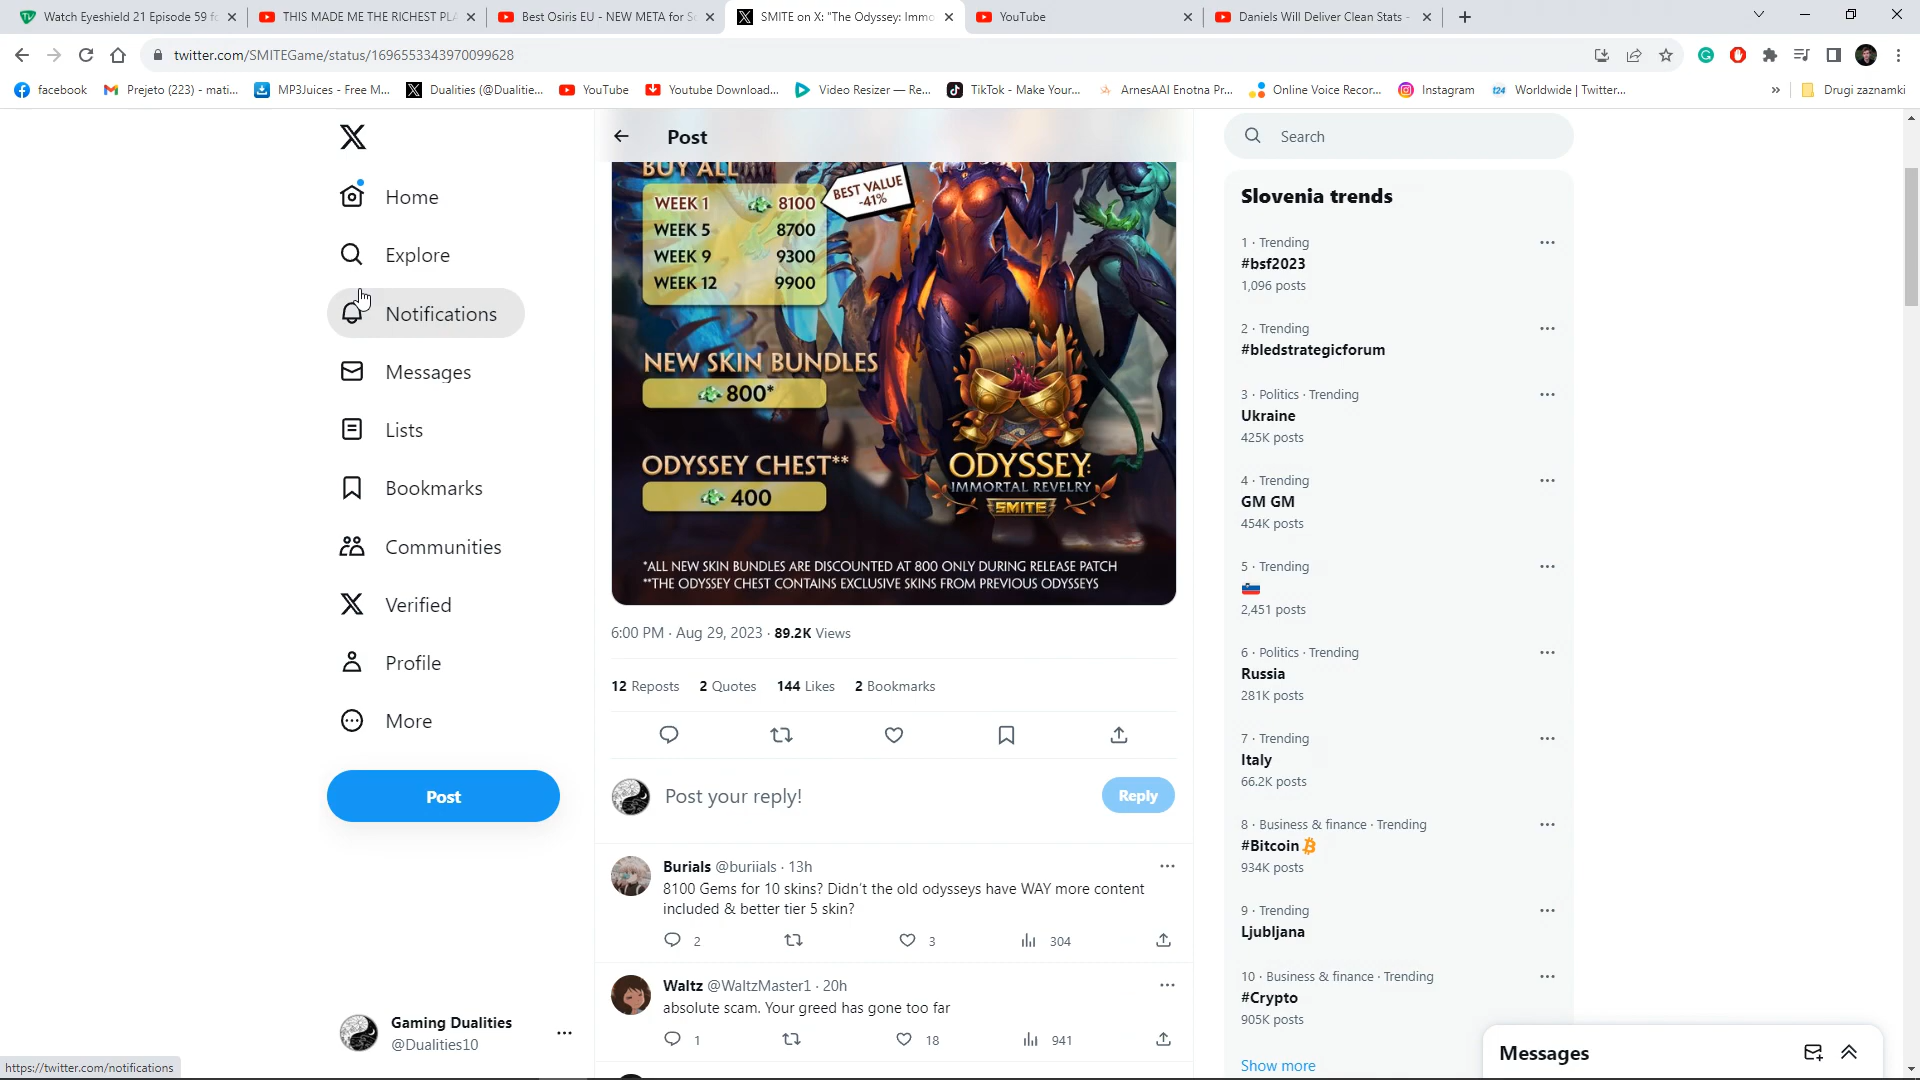 Watch Eyeshield 21 Episode 59 f
THIS MADE ME THE RICHEST PL
Best Osiris EU - NEW META for S
SMITE on X: "The Odyssey: Immo
YouTube
Daniels Will Deliver Clean Stats -
twitter.com/SMITEGame/status/1696553343970099628
facebook
Prejeto (223) - mati...
MP3Juices - Free M...
Dualities (@Dualitie...
YouTube
Youtube Download...
Video Resizer — Re...
TikTok - Make Your...
ArnesAAI Enotna Pr...
Online Voice Recor...
Instagram
Worldwide | Twitter...
»
Drugi zaznamki
Home
Explore
Notifications
Messages
Lists
Bookmarks
Communities
Verified
Profile
More
Post
Gaming Dualities
@Dualities10
https://twitter.com/notifications
Post
BUY ALL
WEEK 1 8100
BEST VALUE
-41%
WEEK 5 8700
WEEK 9 9300
WEEK 12 9900
NEW SKIN BUNDLES
800*
ODYSSEY CHEST**
400
ODYSSEY:
IMMORTAL REVELRY
SMITE
*ALL NEW SKIN BUNDLES ARE DISCOUNTED AT 800 ONLY DURING RELEASE PATCH
**THE ODYSSEY CHEST CONTAINS EXCLUSIVE SKINS FROM PREVIOUS ODYSSEYS
6:00 PM · Aug 29, 2023 · 89.2K Views
12 Reposts 2 Quotes 144 Likes 2 Bookmarks
Post your reply!
Reply
Burials @buriials · 13h
8100 Gems for 10 skins? Didn't the old odysseys have WAY more content
included & better tier 5 skin?
2 3 304
Waltz @WaltzMaster1 · 20h
absolute scam. Your greed has gone too far
1 18 941
Search
Slovenia trends
1 · Trending
#bsf2023
1,096 posts
2 · Trending
#bledstrategicforum
3 · Politics · Trending
Ukraine
425K posts
4 · Trending
GM GM
454K posts
5 · Trending
🇸🇮
2,451 posts
6 · Politics · Trending
Russia
281K posts
7 · Trending
Italy
66.2K posts
8 · Business & finance · Trending
#Bitcoin
934K posts
9 · Trending
Ljubljana
10 · Business & finance · Trending
#Crypto
905K posts
Show more
Messages